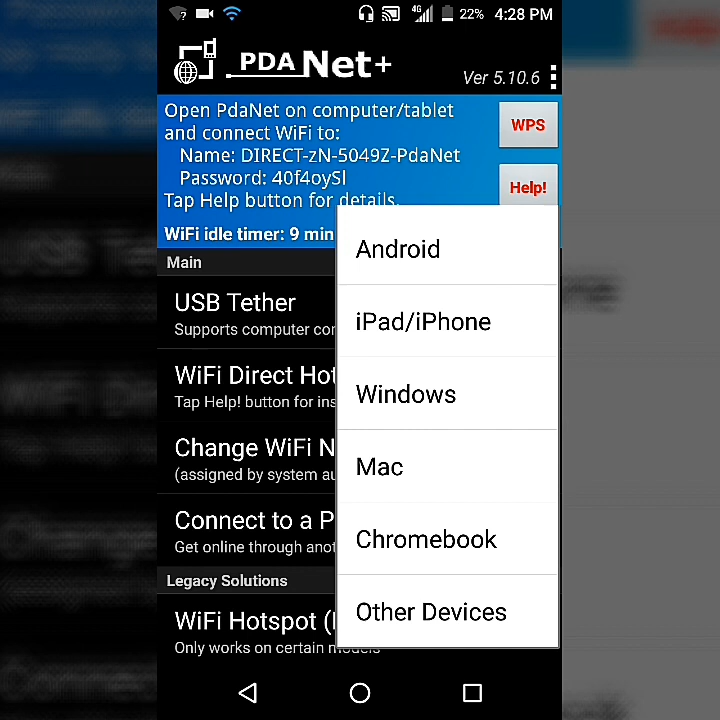 4G 22% 4:28 PM
PDANet+
Ver 5.10.6
Open PdaNet on computer/tablet
and connect WiFi to:
Name: DIRECT-zN-5049Z-PdaNet
Password: 40f4oySl
Tap Help button for details.
WPS
Help!
WiFi idle timer: 9 min
Main
USB Tether
Supports computer con
WiFi Direct Hot
Tap Help! button for ins
Change WiFi N
(assigned by system au
Connect to a P
Get online through anot
Legacy Solutions
WiFi Hotspot (
Only works on certain models
Android
iPad/iPhone
Windows
Mac
Chromebook
Other Devices